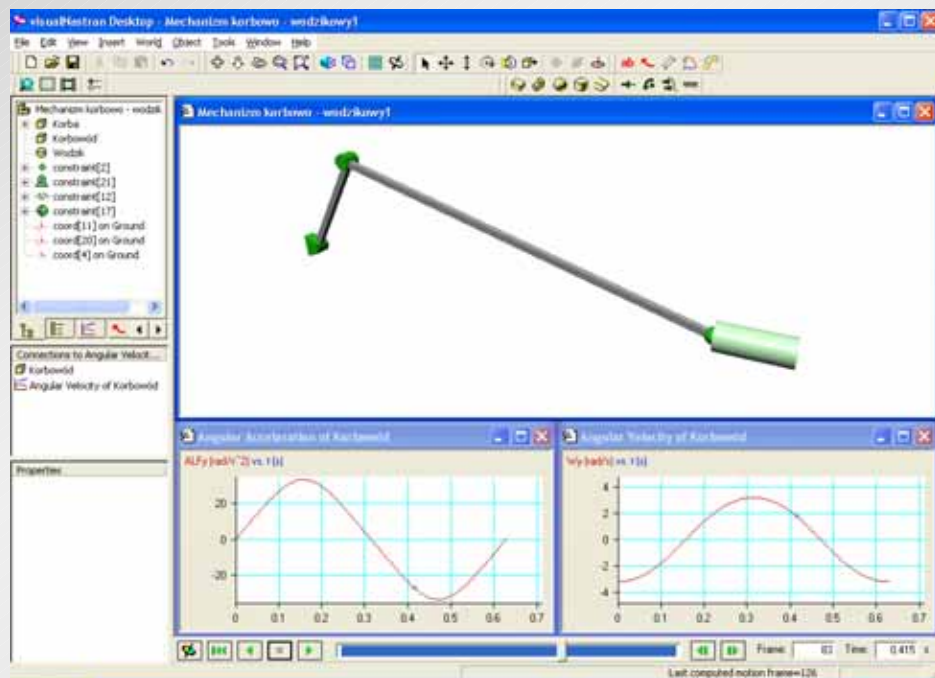 visualNastran Desktop - Mechanizm korbowo - wodzikowy1
File Edit View Insert World Object Tools Window Help
Mechanizm korbowo - wodzik
Korba
Korbowód
Wodzik
constraint[2]
constraint[21]
constraint[12]
constraint[17]
coord[11] on Ground
coord[20] on Ground
coord[4] on Ground
Connections to Angular Velocit...
Korbowód
Angular Velocity of Korbowód
Properties
Mechanizm korbowo - wodzikowy1
Angular Acceleration of Korbowód
ALFy [rad/s^2] vs. t [s]
20
0
-20
0 0.1 0.2 0.3 0.4 0.5 0.6 0.7
Angular Velocity of Korbowód
Wy [rad/s] vs. t [s]
4
2
0
-2
-4
0 0.1 0.2 0.3 0.4 0.5 0.6 0.7
Frame: 83 Time: 0.415 s
Last computed motion frame=126